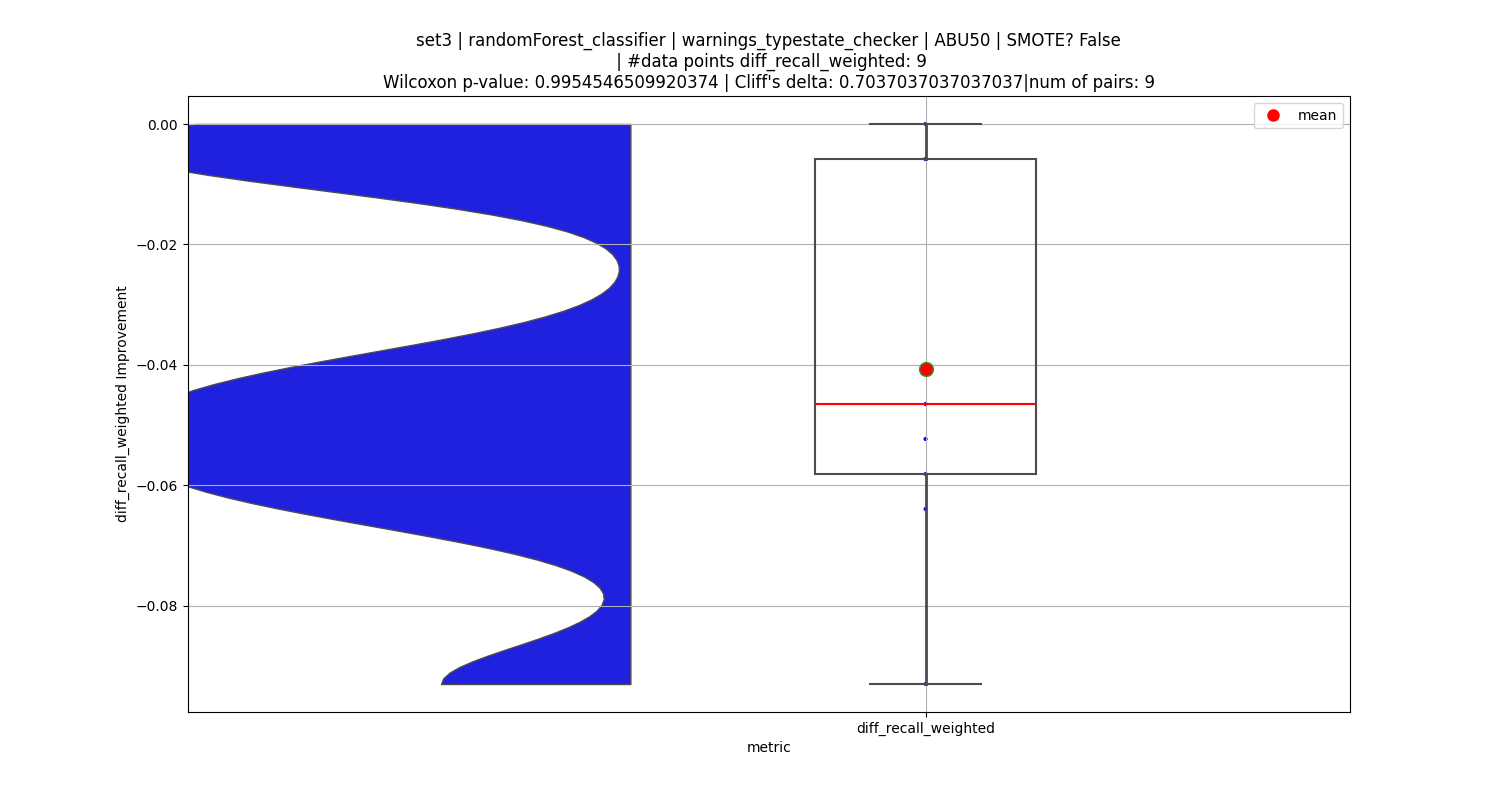 set3 | randomForest_classifier | warnings_typestate_checker | ABU50 | SMOTE? False
| #data points diff_recall_weighted: 9
Wilcoxon p-value: 0.9954546509920374 | Cliff's delta: 0.7037037037037037|num of pairs: 9
mean
0.00
−0.02
−0.04
−0.06
−0.08
diff_recall_weighted Improvement
diff_recall_weighted
metric